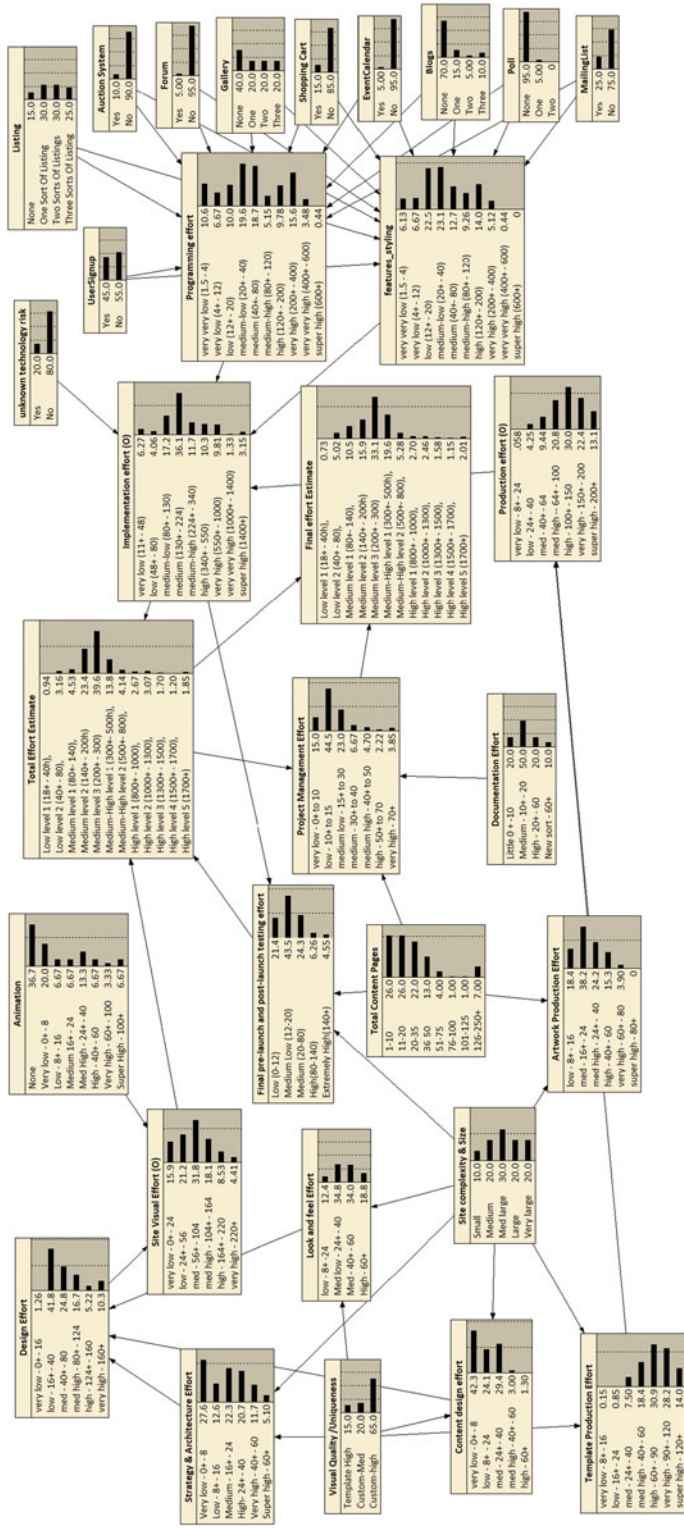 Design Effort
very low - 0+ - 16 1.26
low - 16+ - 40 41.8
med - 40+ - 80 24.8
med high - 80+ - 124 16.7
high - 124+ - 160 5.22
very high - 160+ 10.3
Animation
None 36.7
Very low - 0+ - 8 20.0
Low - 8+ - 16 6.67
Medium 16+ - 24 6.67
Med High - 24+ - 40 13.3
High - 40+ - 60 6.67
Very high - 60+ - 100 3.33
Super High - 100+ 6.67
Total Effort Estimate
Low level 1 (18+ - 40h), 0.94
Low level 2 (40+ - 80), 3.16
Medium level 1 (80+ - 140), 4.53
Medium level 2 (140+ - 200h) 23.4
Medium level 3 (200+ - 300) 39.6
Medium-High level 1 (300+ - 500h), 13.8
Medium-High level 2 (500+ - 800), 4.14
High level 1 (800+ - 1000) 2.67
High level 2 (1000+ - 1300), 3.07
High level 3 (1300+ - 1500), 1.70
High level 4 (1500+ - 1700), 1.20
High level 5 (1700+) 1.85
unknown technology risk
Yes 20.0
No 80.0
UserSignup
Yes 45.0
No 55.0
Listing
None 15.0
One Sort Of Listing 30.0
Two Sorts Of Listings 30.0
Three Sorts Of Listing 25.0
Auction System
Yes 10.0
No 90.0
Forum
Yes 5.00
No 95.0
Gallery
None 40.0
One 20.0
Two 20.0
Three 20.0
Shopping Cart
Yes 15.0
No 85.0
EventCalendar
Yes 5.00
No 95.0
Blogs
None 70.0
One 15.0
Two 5.00
Three 10.0
Poll
None 95.0
One 5.00
Two 0
MailingList
Yes 25.0
No 75.0
Strategy & Architecture Effort
Very low - 0+ - 8 27.6
Low - 8+ - 16 12.6
Medium - 16+ - 24 22.3
High- 24+ - 40 20.7
Very high - 40+ - 60 11.7
Super high - 60+ 5.10
Site Visual Effort (O)
very low - 0+ - 24 15.9
low - 24+ - 56 21.2
med - 56+ - 104 31.8
med high - 104+ - 164 18.1
high - 164+ - 220 8.53
very high - 220+ 4.41
Final pre-launch and post-launch testing effort
Low (0-12) 21.4
Medium Low (12-20) 43.5
Medium (20-80) 24.3
High(80-140) 6.26
Extremely High(140+) 4.55
Implementation effort (O)
very low (11+ - 48) 6.27
low (48+ - 80) 4.06
medium-low (80+ - 130) 17.2
medium (130+ - 224) 36.1
medium-high (224+ - 340) 11.7
high (340+ - 550) 10.3
very high (550+ - 1000) 9.81
very very high (1000+ - 1400) 1.33
super high (1400+) 3.15
Programming effort
very very low (1.5 - 4) 10.6
very low (4+ - 12) 6.67
low (12+ - 20) 10.0
medium-low (20+ - 40) 19.6
medium (40+ - 80) 18.7
medium-high (80+ - 120) 5.15
high (120+ - 200) 9.78
very high (200+ - 400) 15.6
very very high (400+ - 600) 3.48
super high (600+) 0.44
Visual Quality /Uniqueness
Template High 15.0
Custom-Med 20.0
Custom-high 65.0
Look and feel Effort
low - 8+ - 24 12.4
Med low - 24+ - 40 34.8
Med - 40+ - 60 34.0
High - 60+ 18.8
Total Content Pages
1-10 26.0
11-20 26.0
20-35 22.0
36 50 13.0
51-75 4.00
76-100 1.00
101-125 1.00
126-250+ 7.00
Project Management Effort
very low - 0+ to 10 15.0
low - 10+ to 15 44.5
medium low - 15+ to 30 23.0
medium - 30+ to 40 6.67
medium high - 40+ to 50 4.70
high - 50+ to 70 2.22
very high - 70+ 3.85
Final effort Estimate
Low level 1 (18+ - 40h), 0.73
Low level 2 (40+ - 80), 5.02
Medium level 1 (80+ - 140), 10.5
Medium level 2 (140+ - 200h) 15.9
Medium level 3 (200+ - 300) 33.1
Medium-High level 1 (300+ - 500h), 19.6
Medium-High level 2 (500+ - 800), 5.28
High level 1 (800+ - 1000) 2.70
High level 2 (1000+ - 1300), 2.46
High level 3 (1300+ - 1500), 1.58
High level 4 (1500+ - 1700), 1.15
High level 5 (1700+) 2.01
features_styling
very very low (1.5 - 4) 6.13
very low (4+ - 12) 6.67
low (12+ - 20) 22.5
medium-low (20+ - 40) 23.1
medium (40+ - 80) 12.7
medium-high (80+ - 120) 9.26
high (120+ - 200) 14.0
very high (200+ - 400) 5.12
very very high (400+ - 600) 0.44
super high (600+) 0
Content design effort
very low - 0+ - 8 42.3
low - 8+ - 24 24.1
med - 24+ - 40 29.4
med high - 40+ - 60 3.00
high - 60+ 1.30
Site complexity & Size
Small 10.0
Medium 20.0
Med large 30.0
Large 20.0
Very large 20.0
Documentation Effort
Little 0 + -10 20.0
Medium - 10+ - 20 50.0
High - 20+ - 60 20.0
New sort - 60+ 10.0
Production effort (O)
very low - 8 - 24 .058
low - 24+ - 40 4.25
med - 40+ - 64 9.44
med high -- 64+ - 100 20.8
high - 100+ - 150 30.0
very high - 150+ - 200 22.4
super high - 200+ 13.1
Template Production Effort
very low - 8+ - 16 0.15
low - 16+ - 24 0.85
med - 24+ - 40 7.50
med high - 40+ - 60 18.4
high - 60+ - 90 30.9
very high - 90+ - 120 28.2
super high - 120+ 14.0
Artwork Production Effort
low - 8+ - 16 18.4
med - 16+ - 24 38.2
med high - 24+ - 40 24.2
high - 40+ - 60 15.3
very high - 60+ - 80 3.90
super high - 80+ 0